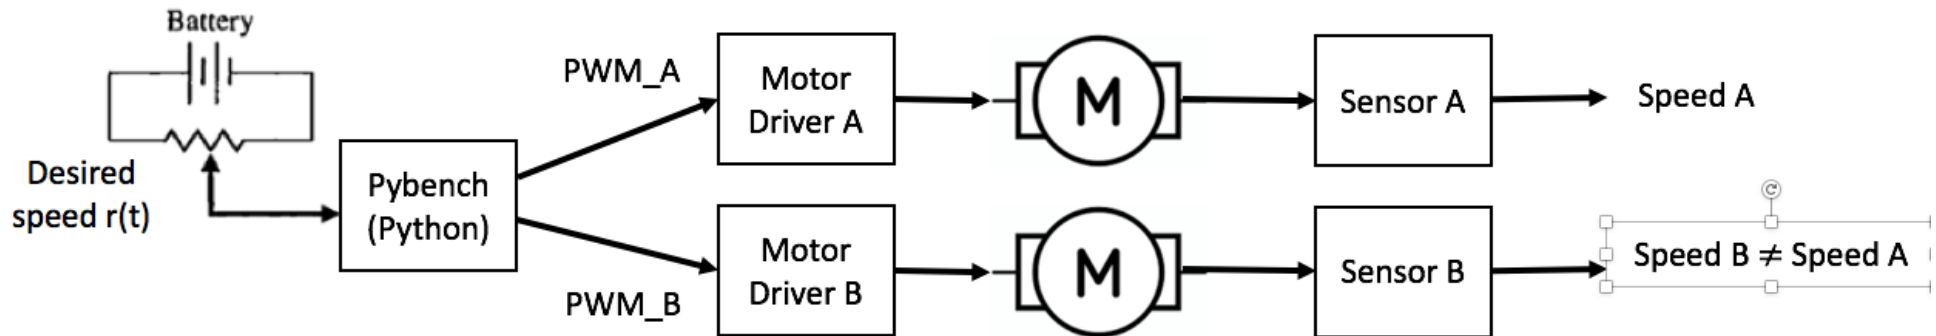 Battery
Desired
speed r(t)
Pybench
(Python)
PWM_A
PWM_B
Motor
Driver A
M
Sensor A
Speed A
Motor
Driver B
M
Sensor B
Speed B ≠ Speed A